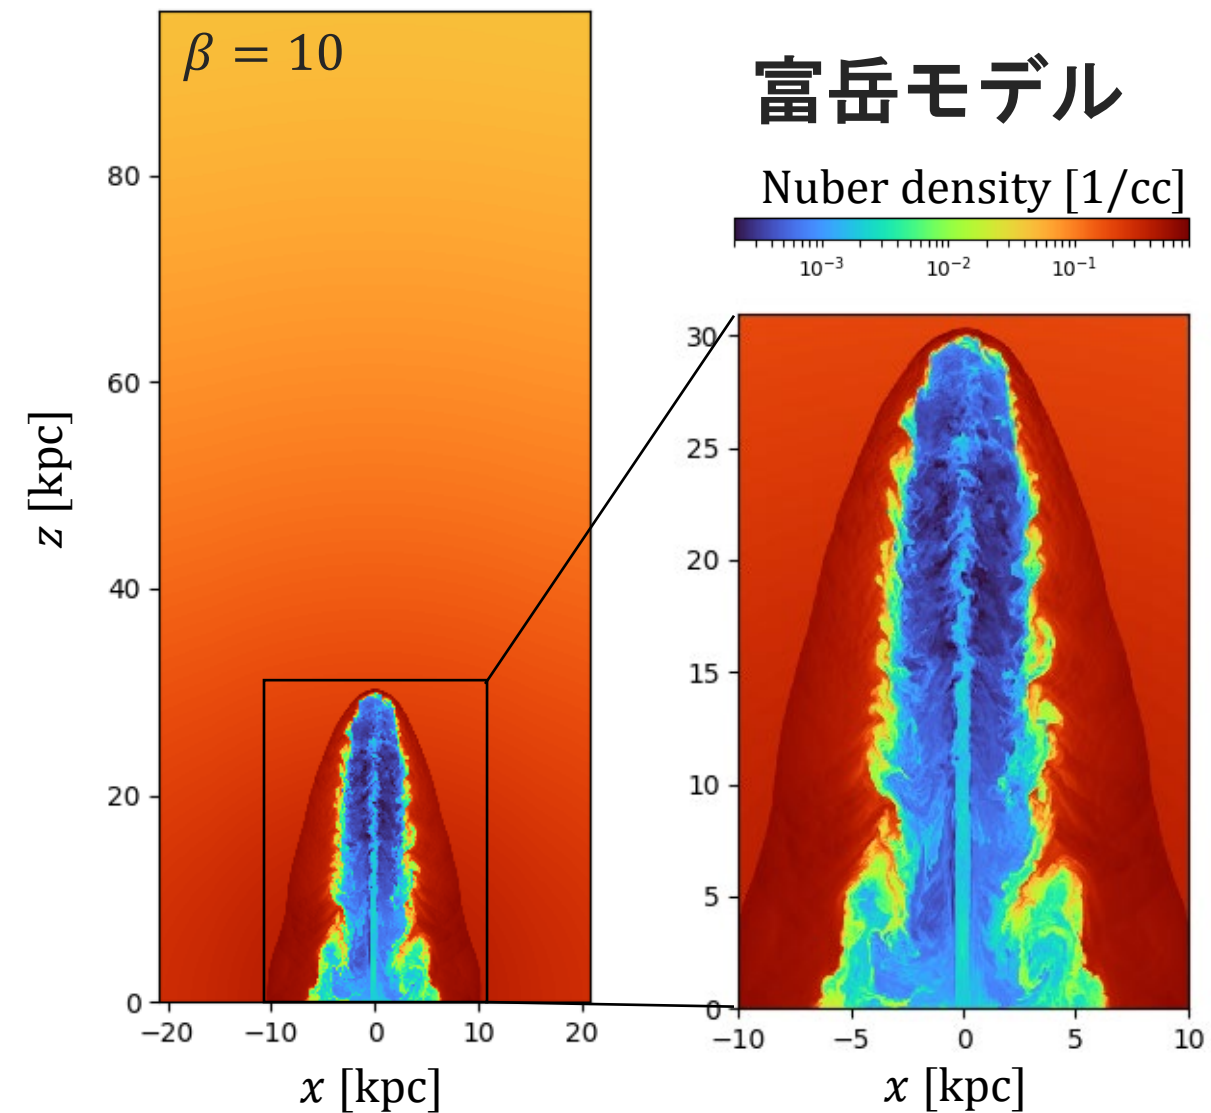 β = 10
富岳モデル
Nuber density [1/cc]
10⁻³ 10⁻² 10⁻¹
80
60
40
20
0
z [kpc]
−20 −10 0 10 20
x [kpc]
30
25
20
15
10
5
0
−10 −5 0 5 10
x [kpc]